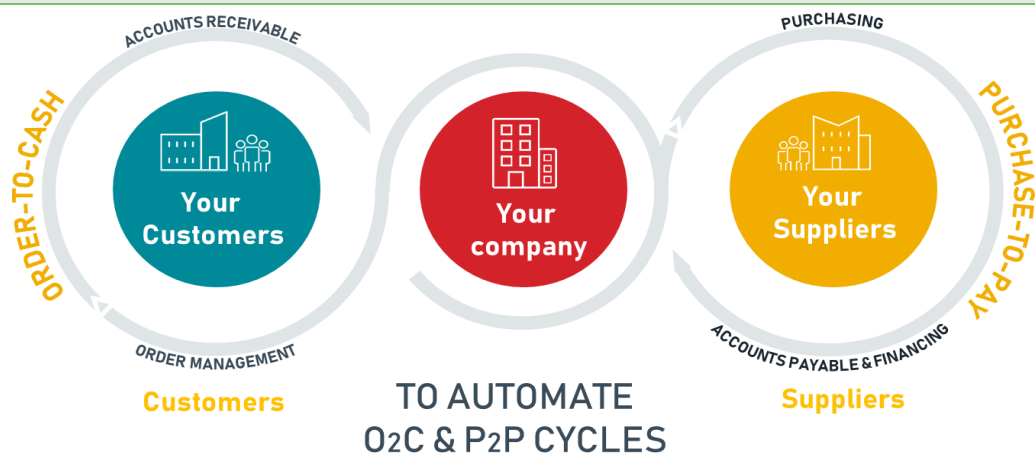 ACCOUNTS RECEIVABLE
PURCHASING
ORDER-TO-CASH
PURCHASE-TO-PAY
Your
Customers
Your
company
Your
Suppliers
ORDER MANAGEMENT
ACCOUNTS PAYABLE & FINANCING
Customers
Suppliers
TO AUTOMATE
O2C & P2P CYCLES